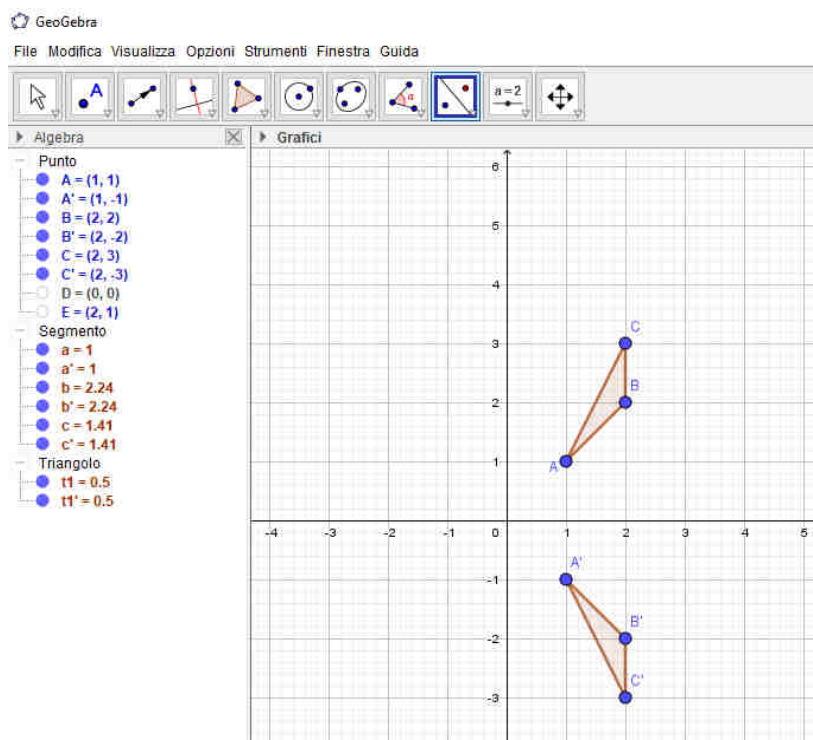 GeoGebra
File Modifica Visualizza Opzioni Strumenti Finestra Guida
A
α
a = 2
Algebra
Grafici
Punto
A = (1, 1)
A' = (1, -1)
B = (2, 2)
B' = (2, -2)
C = (2, 3)
C' = (2, -3)
D = (0, 0)
E = (2, 1)
Segmento
a = 1
a' = 1
b = 2.24
b' = 2.24
c = 1.41
c' = 1.41
Triangolo
t1 = 0.5
t1' = 0.5
6
5
4
C
3
B
2
1
A
-4 -3 -2 -1 0 1 2 3 4 5
A'
-1
B'
-2
C'
-3